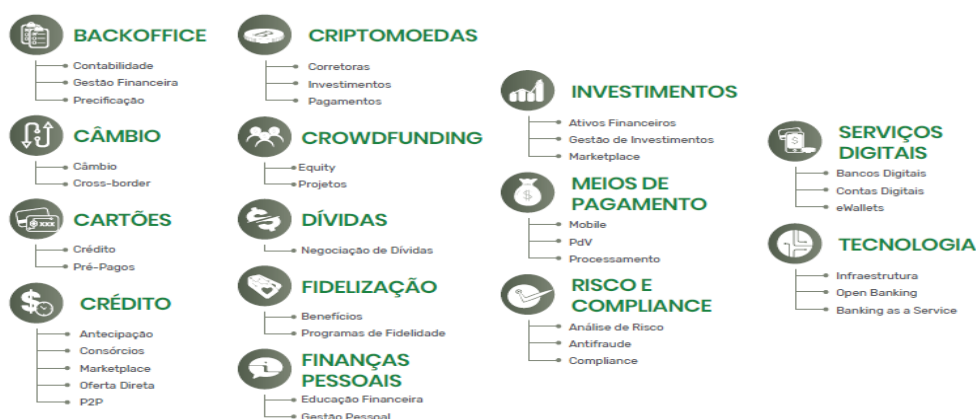 BACKOFFICE
Contabilidade
Gestão Financeira
Precificação
CÂMBIO
Câmbio
Cross-border
CARTÕES
Crédito
Pré-Pagos
CRÉDITO
Antecipação
Consórcios
Marketplace
Oferta Direta
P2P
CRIPTOMOEDAS
Corretoras
Investimentos
Pagamentos
CROWDFUNDING
Equity
Projetos
DÍVIDAS
Negociação de Dívidas
FIDELIZAÇÃO
Benefícios
Programas de Fidelidade
FINANÇAS
PESSOAIS
Educação Financeira
Gestão Pessoal
INVESTIMENTOS
Ativos Financeiros
Gestão de Investimentos
Marketplace
MEIOS DE
PAGAMENTO
Mobile
PdV
Processamento
RISCO E
COMPLIANCE
Análise de Risco
Antifraude
Compliance
SERVIÇOS
DIGITAIS
Bancos Digitais
Contas Digitais
eWallets
TECNOLOGIA
Infraestrutura
Open Banking
Banking as a Service